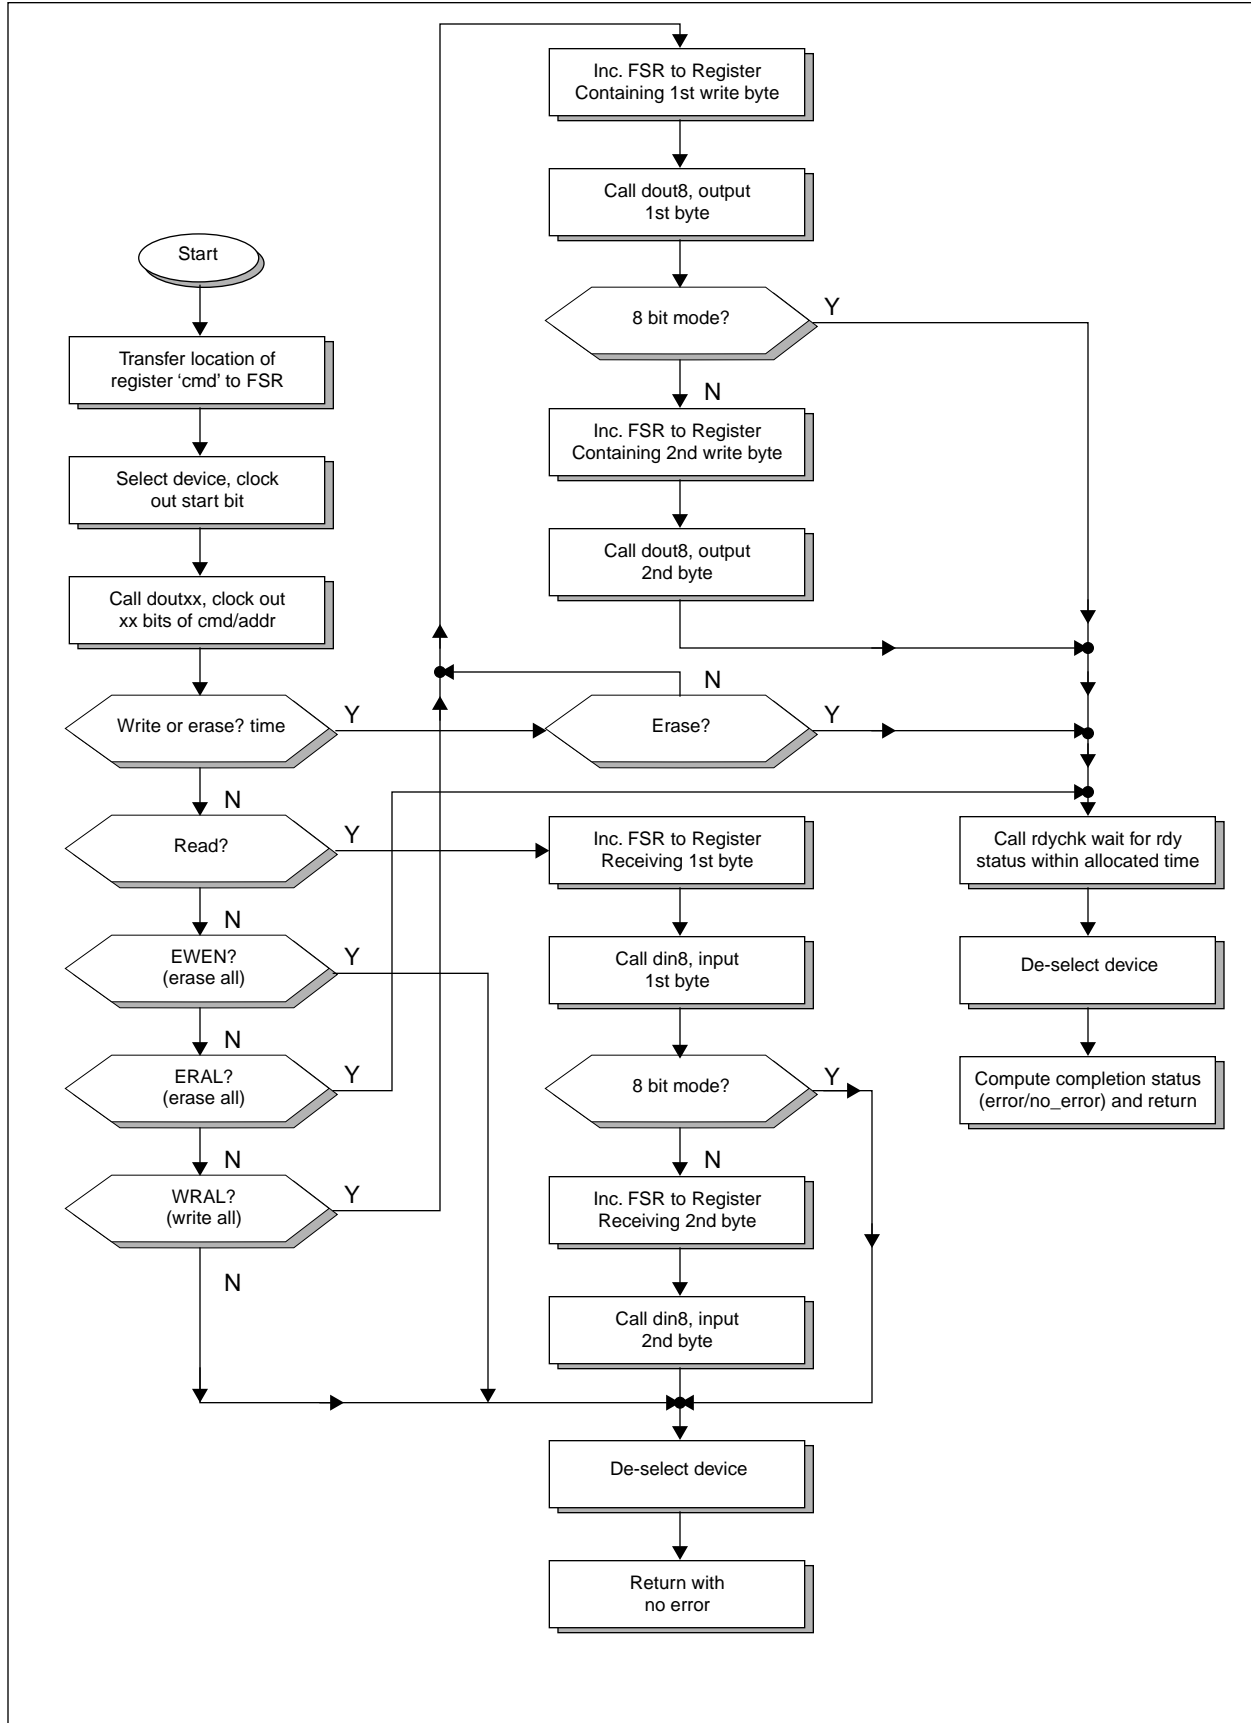 Start
Transfer location of
register ‘cmd’ to FSR
Select device, clock
out start bit
Call doutxx, clock out
xx bits of cmd/addr
Write or erase? time
Y
N
Read?
Y
N
EWEN?
(erase all)
Y
N
ERAL?
(erase all)
Y
N
WRAL?
(write all)
Y
N
Inc. FSR to Register
Containing 1st write byte
Call dout8, output
1st byte
8 bit mode?
Y
N
Inc. FSR to Register
Containing 2nd write byte
Call dout8, output
2nd byte
N
Erase?
Y
Inc. FSR to Register
Receiving 1st byte
Call din8, input
1st byte
8 bit mode?
Y
N
Inc. FSR to Register
Receiving 2nd byte
Call din8, input
2nd byte
De-select device
Return with
no error
Call rdychk wait for rdy
status within allocated time
De-select device
Compute completion status
(error/no_error) and return